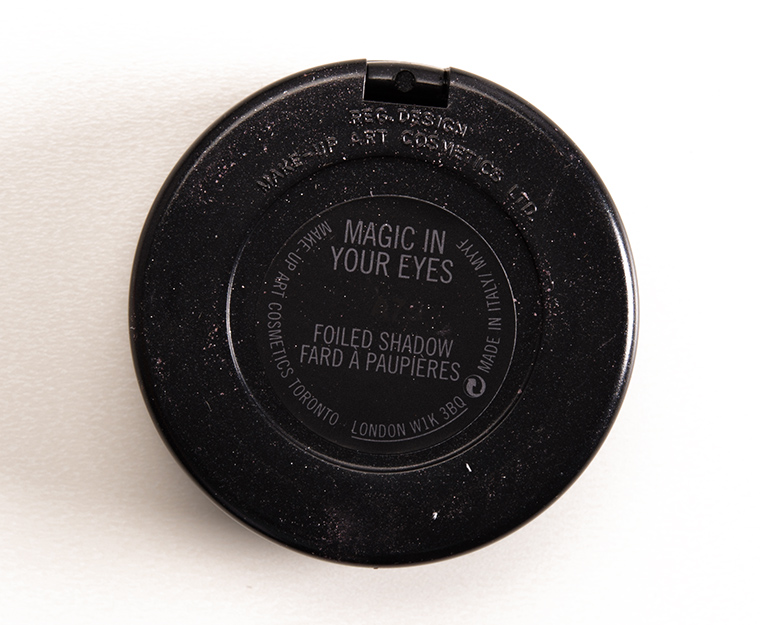 REG. DESIGN
MAKE-UP ART COSMETICS LTD.
MAGIC IN
YOUR EYES
FOILED SHADOW
FARD À PAUPIÈRES
MAKE-UP ART COSMETICS TORONTO
LONDON W1K 3BQ
MADE IN ITALY/ MYYF